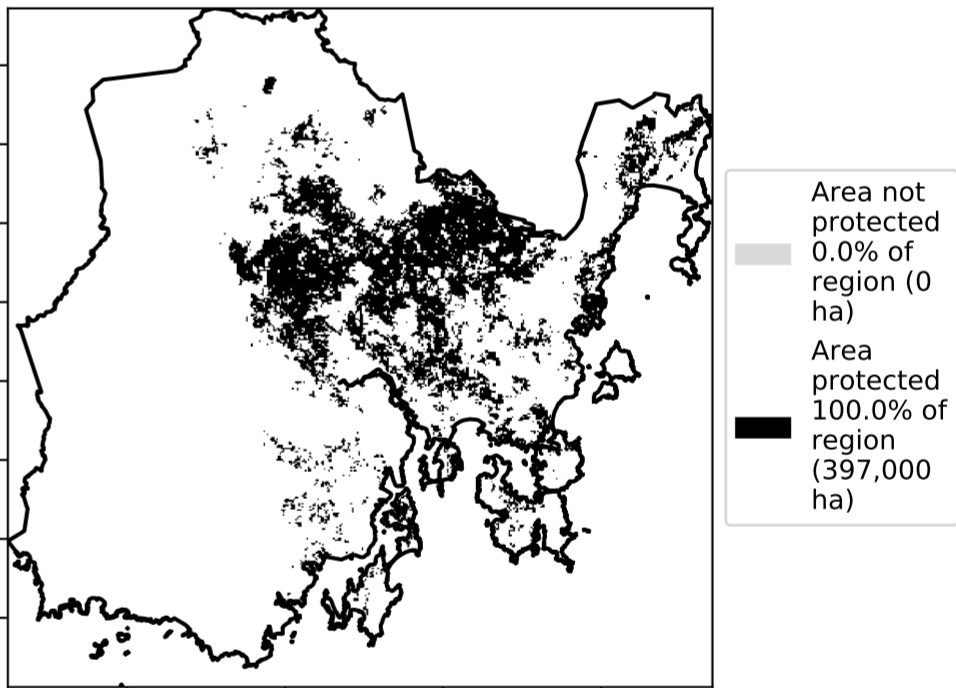 Area not
protected
0.0% of
region (0
ha)
Area
protected
100.0% of
region
(397,000
ha)